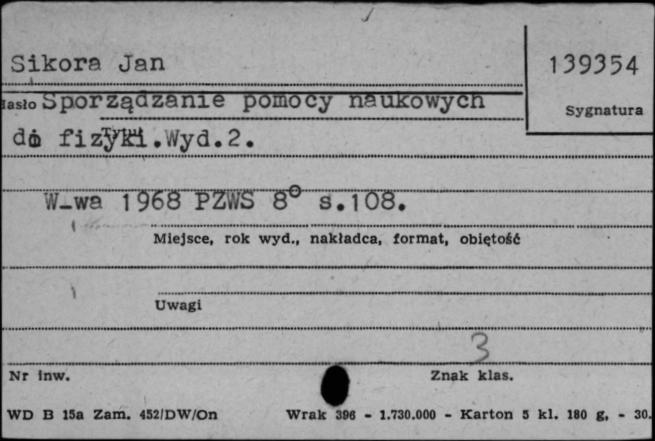 Sikora Jan
139354
Hasło Sporządzanie pomocy naukowych
Sygnatura
do fizyki.Wyd.2.
Tytuł
W-wa 1968 PZWS 8° s.108.
Miejsce, rok wyd., nakładca, format, objętość
Uwagi
3
Nr inw.
Znak klas.
WD B 15a Zam. 452/DW/On Wrak 396 - 1.730.000 - Karton 5 kl. 180 g, - 30.